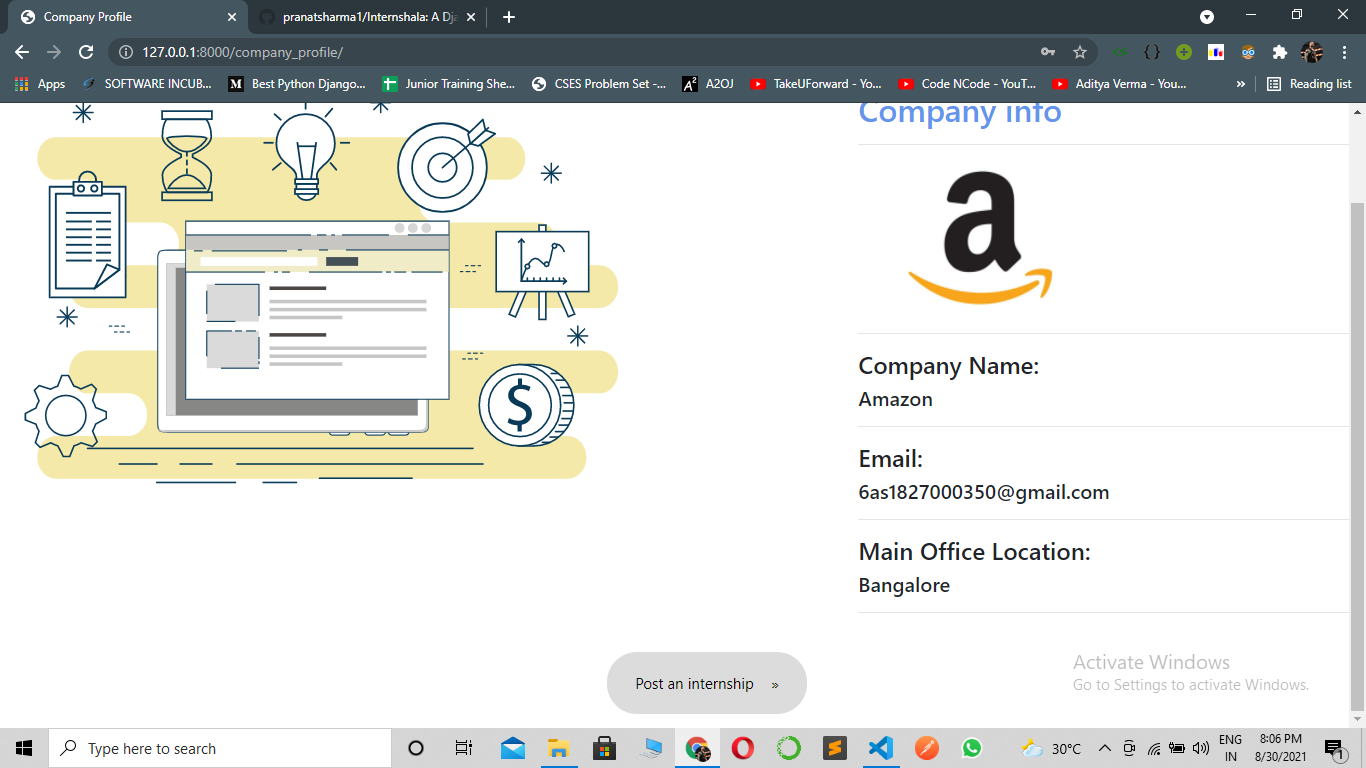 Company Profile
pranatsharma1/Internshala: A Dja
127.0.0.1:8000/company_profile/
Apps
SOFTWARE INCUB...
M Best Python Django...
Junior Training She...
CSES Problem Set -...
A² A2OJ
TakeUForward - Yo...
Code NCode - YouT...
Aditya Verma - You...
»
Reading list
Company info
a
$
Company Name:
Amazon
Email:
6as1827000350@gmail.com
Main Office Location:
Bangalore
Post an internship »
Activate Windows
Go to Settings to activate Windows.
Type here to search
30°C
ENG
IN
8:06 PM
8/30/2021
1